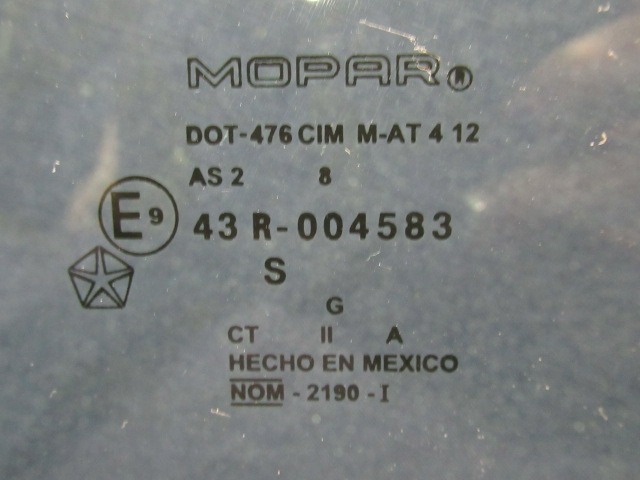 MOPAR®
DOT-476 CIM M-AT 4 12
AS 2 8
E9 43 R-004583
S
G
CT II A
HECHO EN MEXICO
NOM - 2190 - I